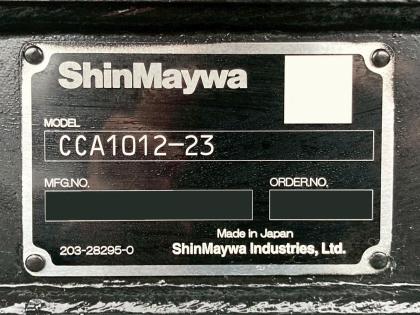 ShinMaywa
MODEL
CCA1012-23
MFG.NO. ORDER.NO.
Made in Japan
203-28295-0 ShinMaywa Industries, Ltd.